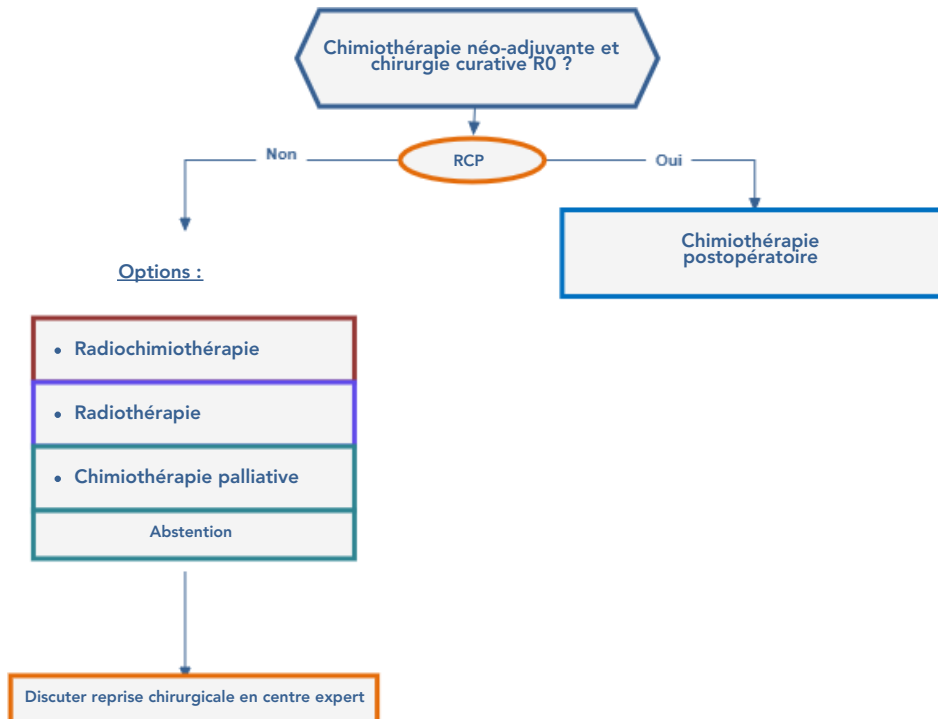 Chimiothérapie néo-adjuvante et
chirurgie curative R0 ?
Non
RCP
Oui
Chimiothérapie
postopératoire
Options :
• Radiochimiothérapie
• Radiothérapie
• Chimiothérapie palliative
Abstention
Discuter reprise chirurgicale en centre expert